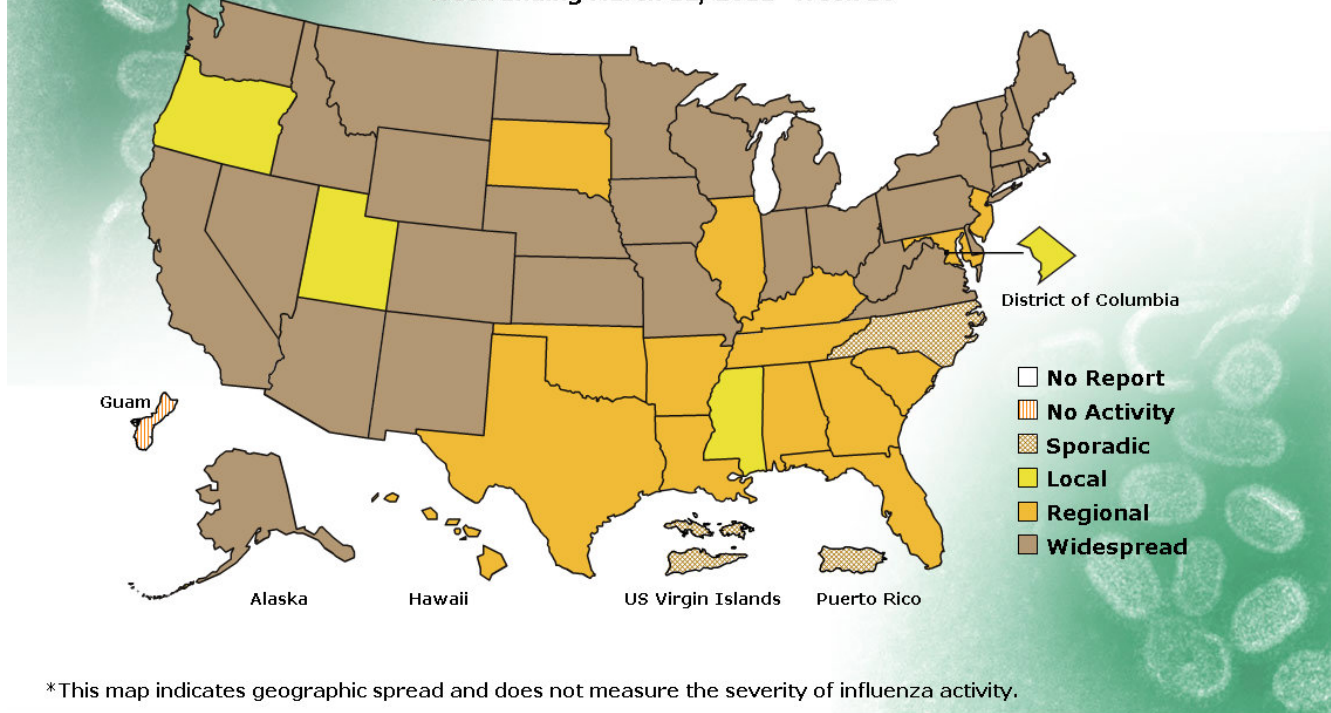 Guam
District of Columbia
No Report
No Activity
Sporadic
Local
Regional
Widespread
Alaska
Hawaii
US Virgin Islands
Puerto Rico
*This map indicates geographic spread and does not measure the severity of influenza activity.